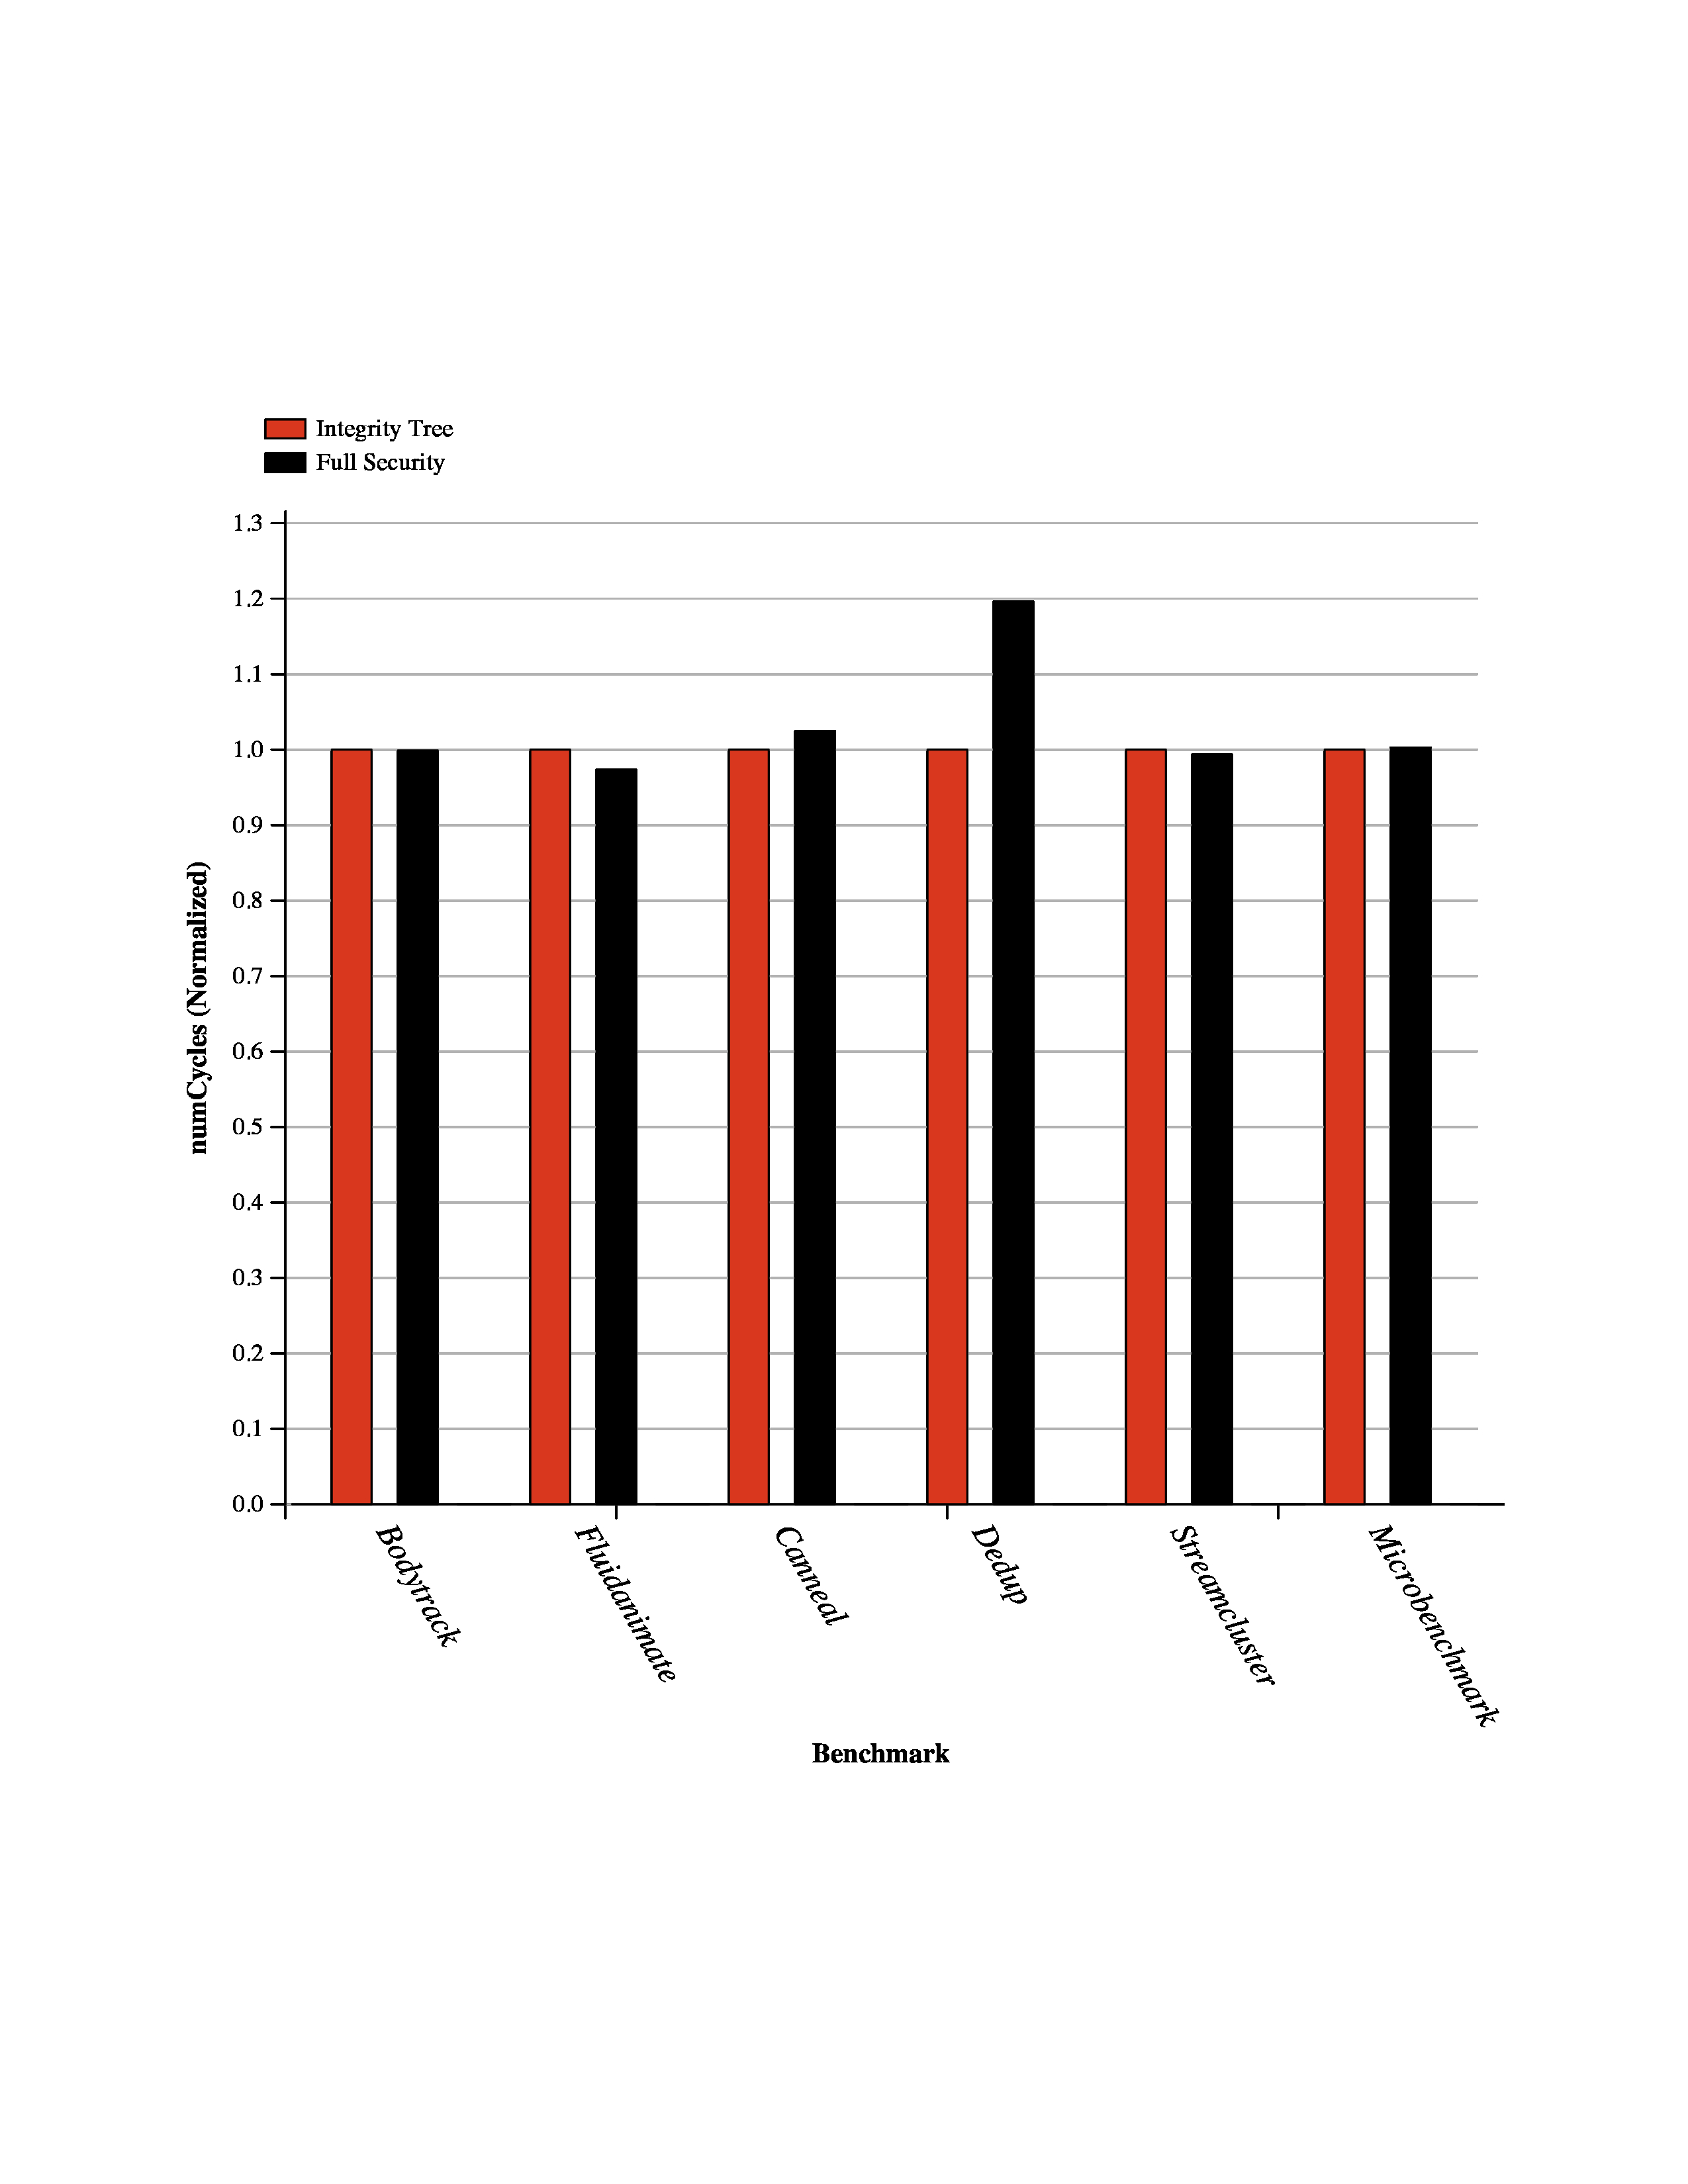 Integrity Tree
Full Security
1.3
1.2
1.1
1.0
0.9
0.8
0.7
0.6
0.5
0.4
0.3
0.2
0.1
0.0
numCycles (Normalized)
Bodytrack
Fluidanimate
Canneal
Dedup
Streamcluster
Microbenchmark
Benchmark